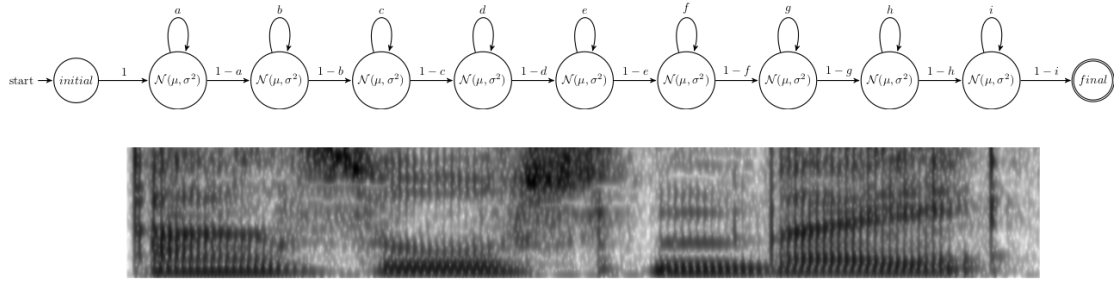 a b c d e f g h i
start initial 1 N(μ, σ²) 1 − a N(μ, σ²) 1 − b N(μ, σ²) 1 − c N(μ, σ²) 1 − d N(μ, σ²) 1 − e N(μ, σ²) 1 − f N(μ, σ²) 1 − g N(μ, σ²) 1 − h N(μ, σ²) 1 − i final